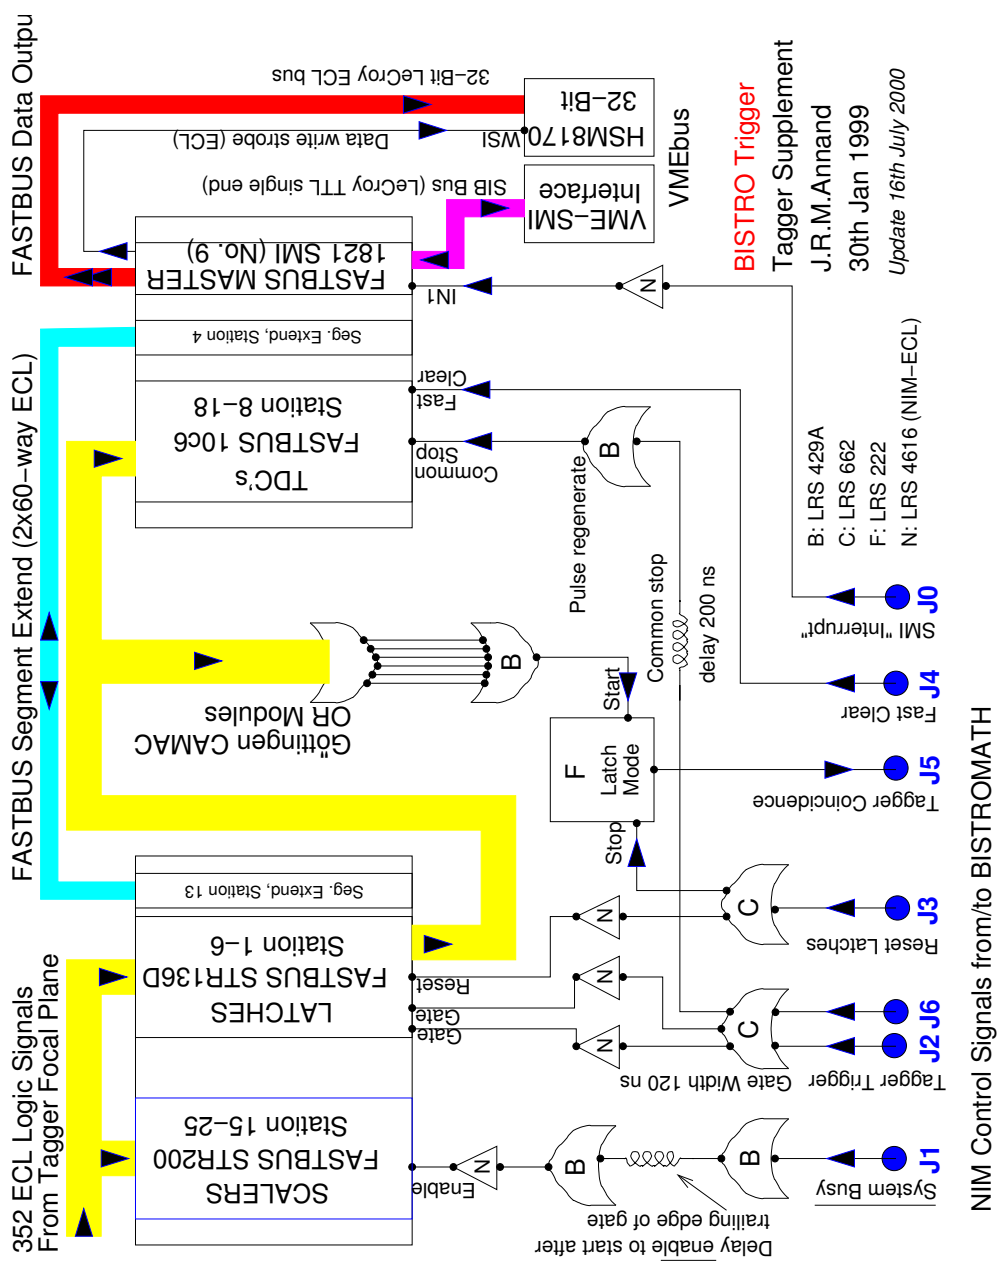 FASTBUS Data Outpu
32-Bit LeCroy ECL bus
Data write strobe (ECL)
WSI
32-Bit
HSM8170
SIB Bus (LeCroy TTL single end)
VME-SMI
Interface
VMEbus
FASTBUS MASTER
1821 SMI (No. 9)
IN1
N
BISTRO Trigger
Tagger Supplement
J.R.M.Annand
30th Jan 1999
Update 16th July 2000
FASTBUS Segment Extend (2x60-way ECL)
Seg. Extend, Station 4
TDC's
FASTBUS 10c6
Station 8-18
Fast
Clear
Common
Stop
B
Pulse regenerate
B: LRS 429A
C: LRS 662
F: LRS 222
N: LRS 4616 (NIM-ECL)
Göttingen CAMAC
OR Modules
B
Common stop
delay 200 ns
Start
F
Latch
Mode
Stop
SMI "Interrupt"
J0
Fast Clear
J4
Tagger Coincidence
J5
352 ECL Logic Signals
From Tagger Focal Plane
Seg. Extend, Station 13
LATCHES
FASTBUS STR136D
Station 1-6
Reset
Gate
Gate
N
N
N
C
C
Reset Latches
J3
Gate Width 120 ns
Tagger Trigger
J2
J6
SCALERS
FASTBUS STR200
Station 15-25
Enable
N
B
B
Delay enable to start after
trailing edge of gate
System Busy
J1
NIM Control Signals from/to BISTROMATH